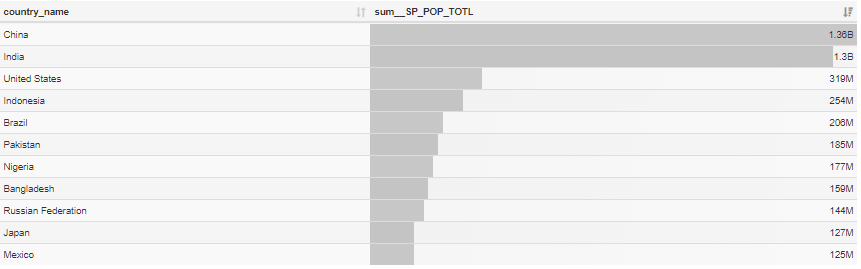 country_name sum__SP_POP_TOTL
China 1.36B
India 1.3B
United States 319M
Indonesia 254M
Brazil 206M
Pakistan 185M
Nigeria 177M
Bangladesh 159M
Russian Federation 144M
Japan 127M
Mexico 125M